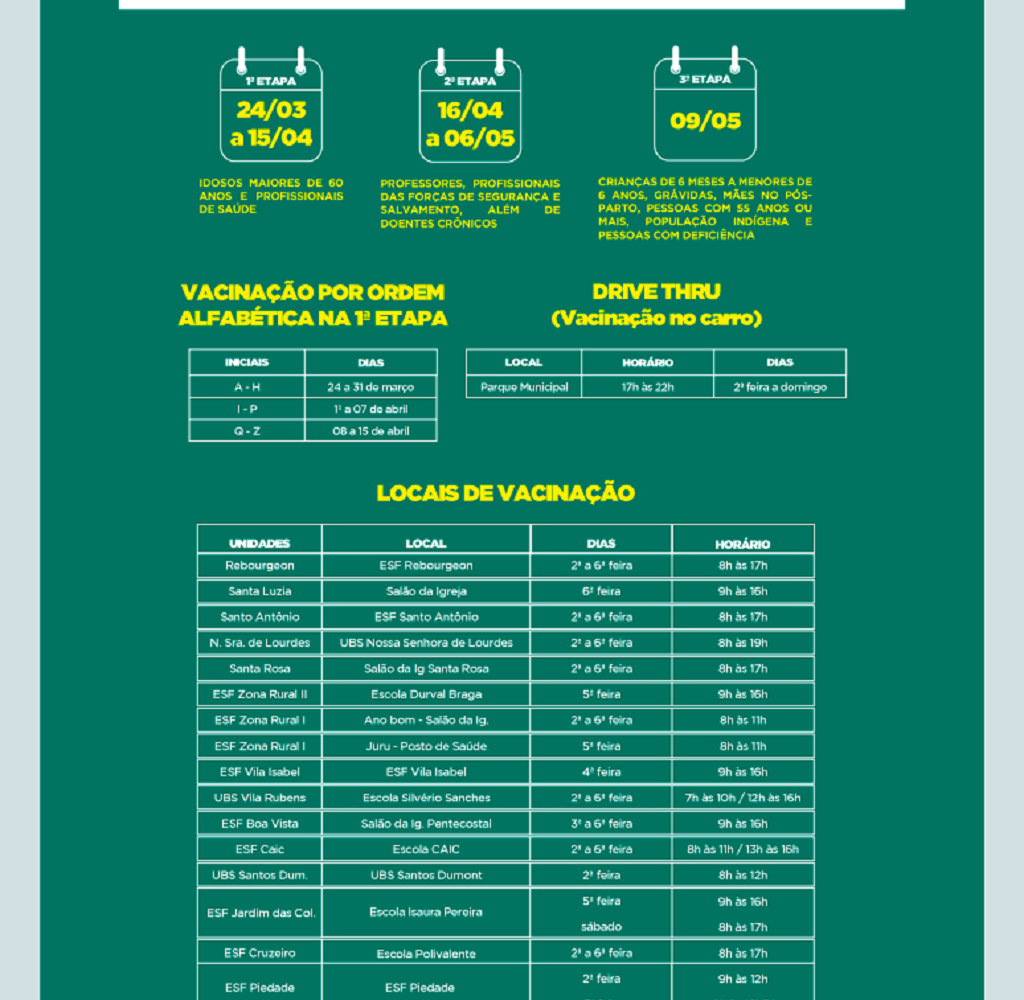 1ª ETAPA
24/03
a 15/04
IDOSOS MAIORES DE 60
ANOS E PROFISSIONAIS
DE SAÚDE
2ª ETAPA
16/04
a 06/05
PROFESSORES, PROFISSIONAIS
DAS FORÇAS DE SEGURANÇA E
SALVAMENTO, ALÉM DE
DOENTES CRÔNICOS
3ª ETAPA
09/05
CRIANÇAS DE 6 MESES A MENORES DE
6 ANOS, GRÁVIDAS, MÃES NO PÓS-
PARTO, PESSOAS COM 55 ANOS OU
MAIS, POPULAÇÃO INDÍGENA E
PESSOAS COM DEFICIÊNCIA
VACINAÇÃO POR ORDEM
ALFABÉTICA NA 1ª ETAPA
INICIAIS DIAS
A - H 24 a 31 de março
I - P 1º a 07 de abril
Q - Z 08 a 15 de abril
DRIVE THRU
(Vacinação no carro)
LOCAL HORÁRIO DIAS
Parque Municipal 17h às 22h 2ª feira a domingo
LOCAIS DE VACINAÇÃO
UNIDADES LOCAL DIAS HORÁRIO
Rebourgeon ESF Rebourgeon 2ª a 6ª feira 8h às 17h
Santa Luzia Salão da Igreja 6ª feira 9h às 16h
Santo Antônio ESF Santo Antônio 2ª a 6ª feira 8h às 17h
N. Sra. de Lourdes UBS Nossa Senhora de Lourdes 2ª a 6ª feira 8h às 19h
Santa Rosa Salão da Ig Santa Rosa 2ª a 6ª feira 8h às 17h
ESF Zona Rural II Escola Durval Braga 5ª feira 9h às 16h
ESF Zona Rural I Ano bom - Salão da Ig. 2ª a 6ª feira 8h às 11h
ESF Zona Rural I Juru - Posto de Saúde 5ª feira 8h às 11h
ESF Vila Isabel ESF Vila Isabel 4ª feira 9h às 16h
UBS Vila Rubens Escola Silvério Sanches 2ª a 6ª feira 7h às 10h / 12h às 16h
ESF Boa Vista Salão da Ig. Pentecostal 3ª a 6ª feira 9h às 16h
ESF Caic Escola CAIC 2ª a 6ª feira 8h às 11h / 13h às 16h
UBS Santos Dum. UBS Santos Dumont 2ª feira 8h às 12h
ESF Jardim das Col. Escola Isaura Pereira 5ª feira 9h às 16h
sábado 8h às 17h
ESF Cruzeiro Escola Polivalente 2ª a 6ª feira 8h às 17h
ESF Piedade ESF Piedade 2ª feira 9h às 12h